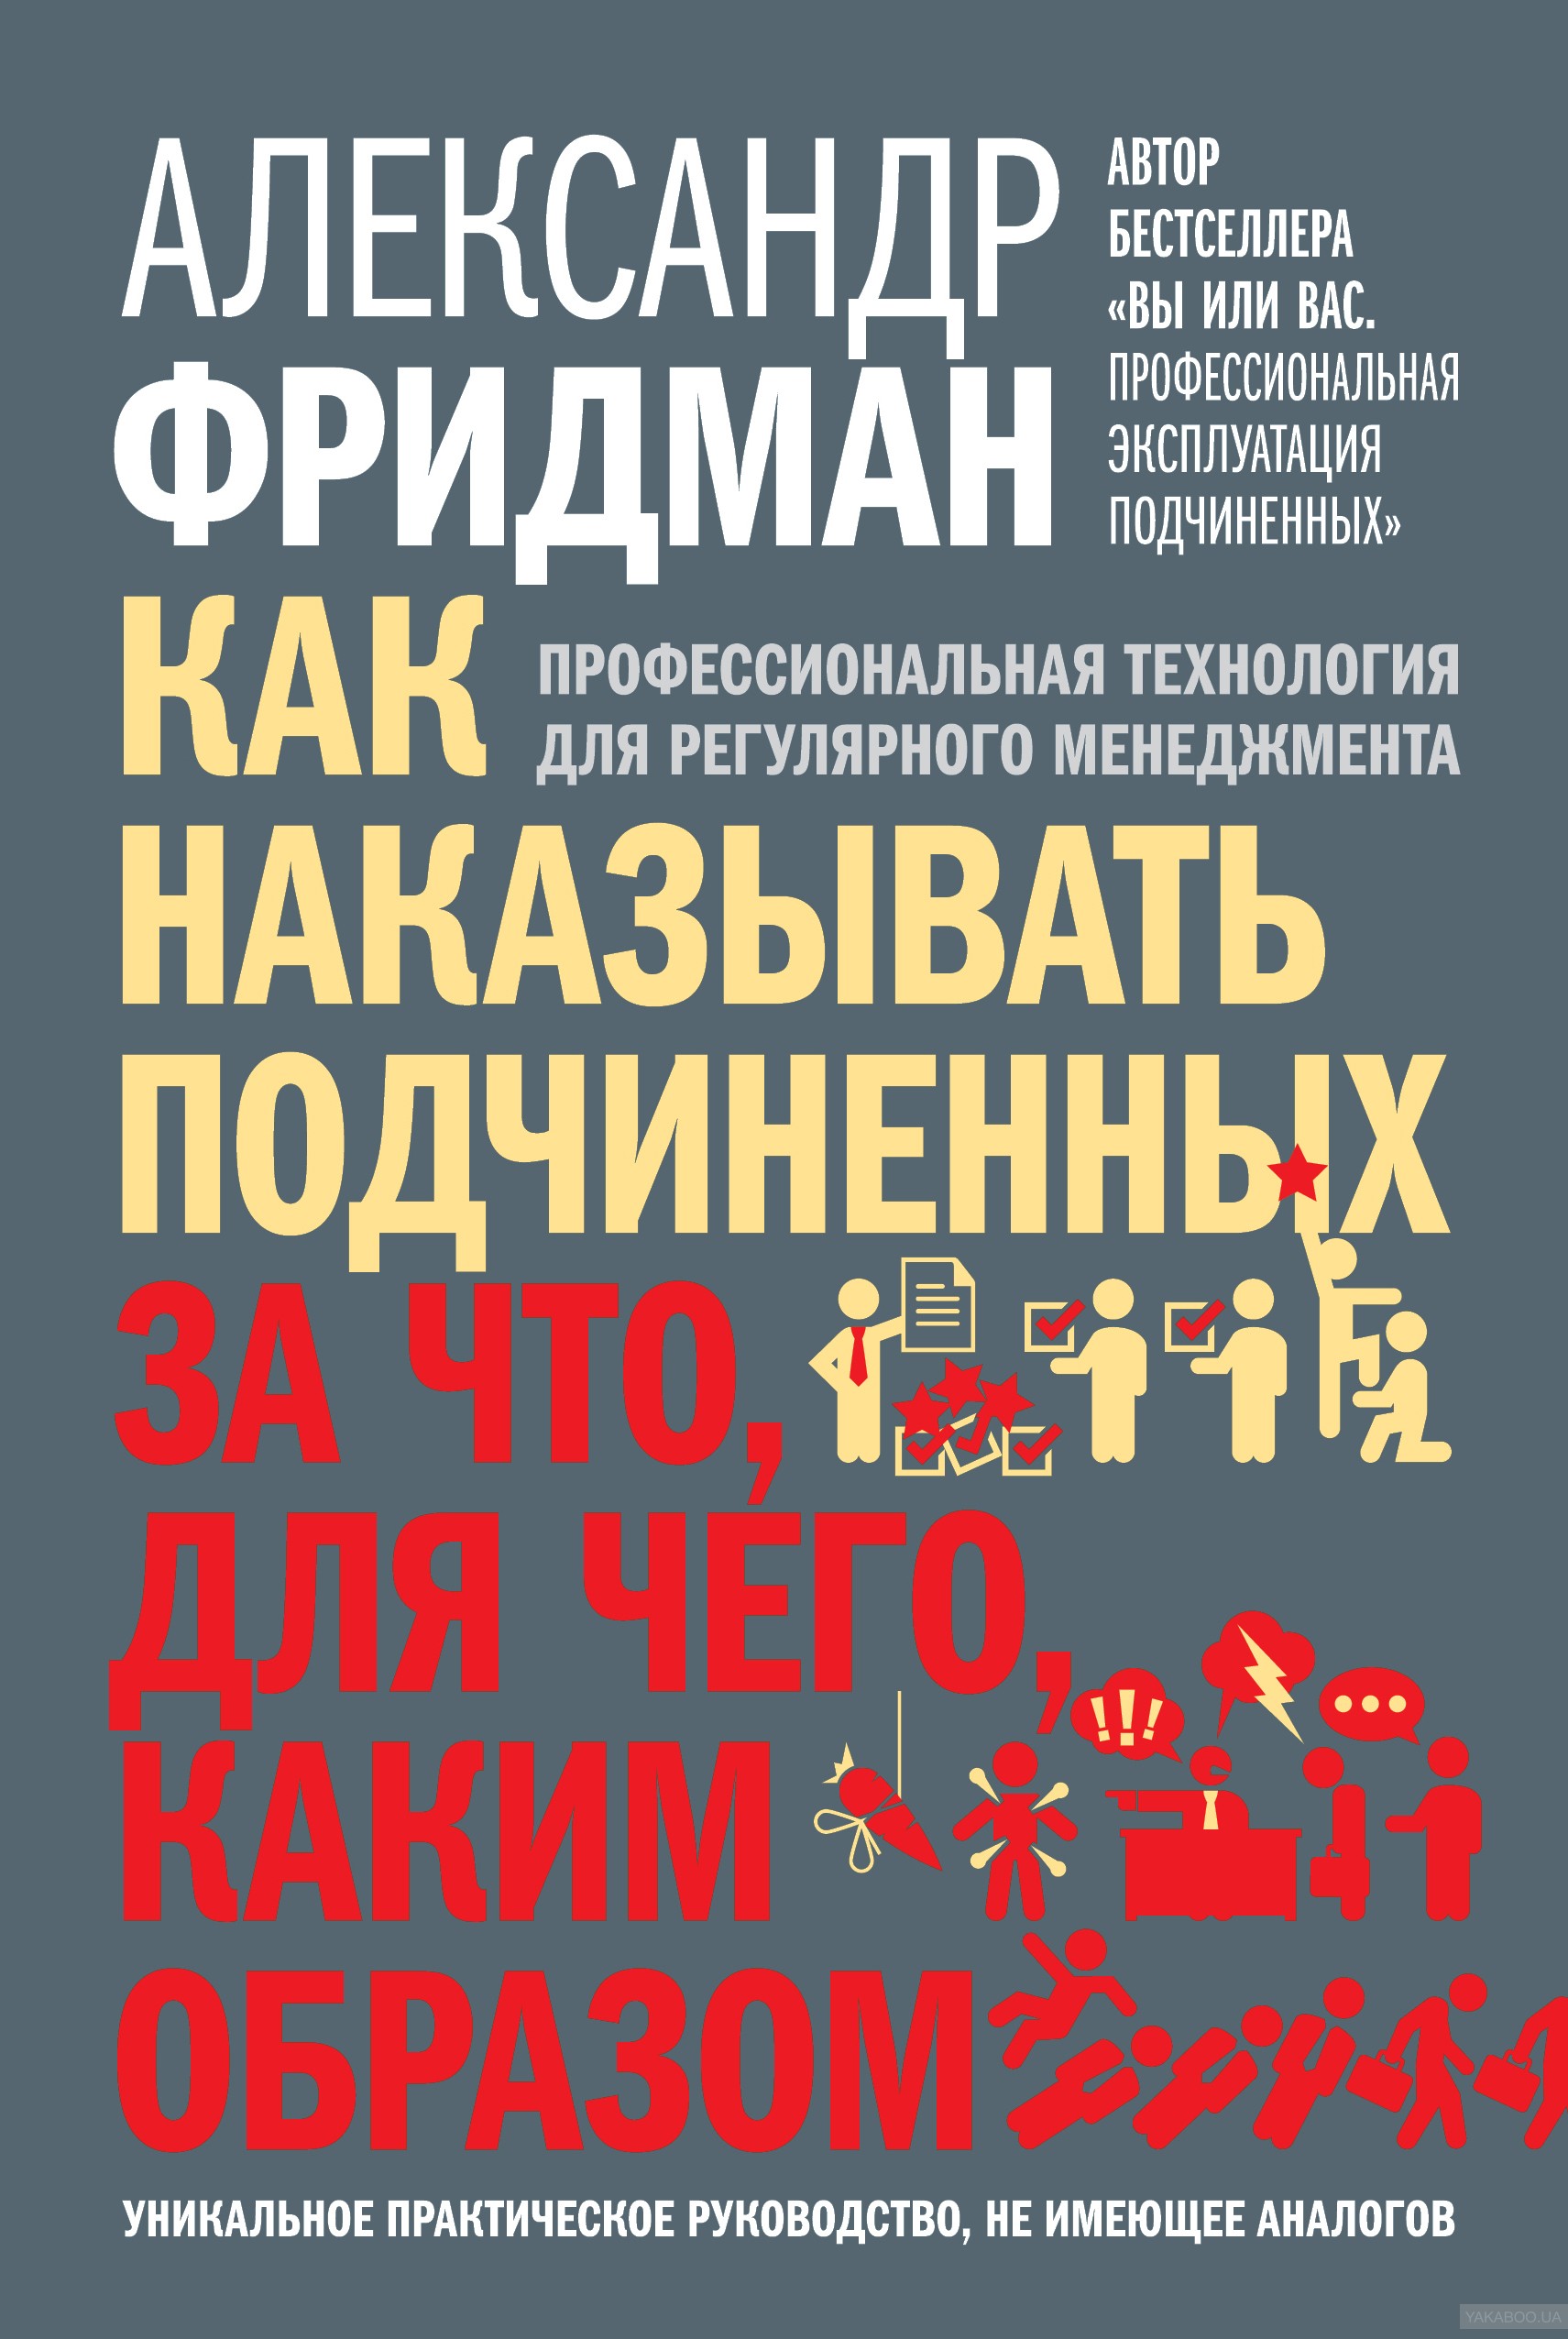 АЛЕКСАНДР
ФРИДМАН
АВТОР
БЕСТСЕЛЛЕРА
«ВЫ ИЛИ ВАС.
ПРОФЕССИОНАЛЬНАЯ
ЭКСПЛУАТАЦИЯ
ПОДЧИНЕННЫХ»
КАК
ПРОФЕССИОНАЛЬНАЯ ТЕХНОЛОГИЯ
ДЛЯ РЕГУЛЯРНОГО МЕНЕДЖМЕНТА
НАКАЗЫВАТЬ
ПОДЧИНЕННЫХ
ЗА ЧТО,
ДЛЯ ЧЕГО,
!!!
КАКИМ
ОБРАЗОМ
УНИКАЛЬНОЕ ПРАКТИЧЕСКОЕ РУКОВОДСТВО, НЕ ИМЕЮЩЕЕ АНАЛОГОВ
YAKABOO.UA